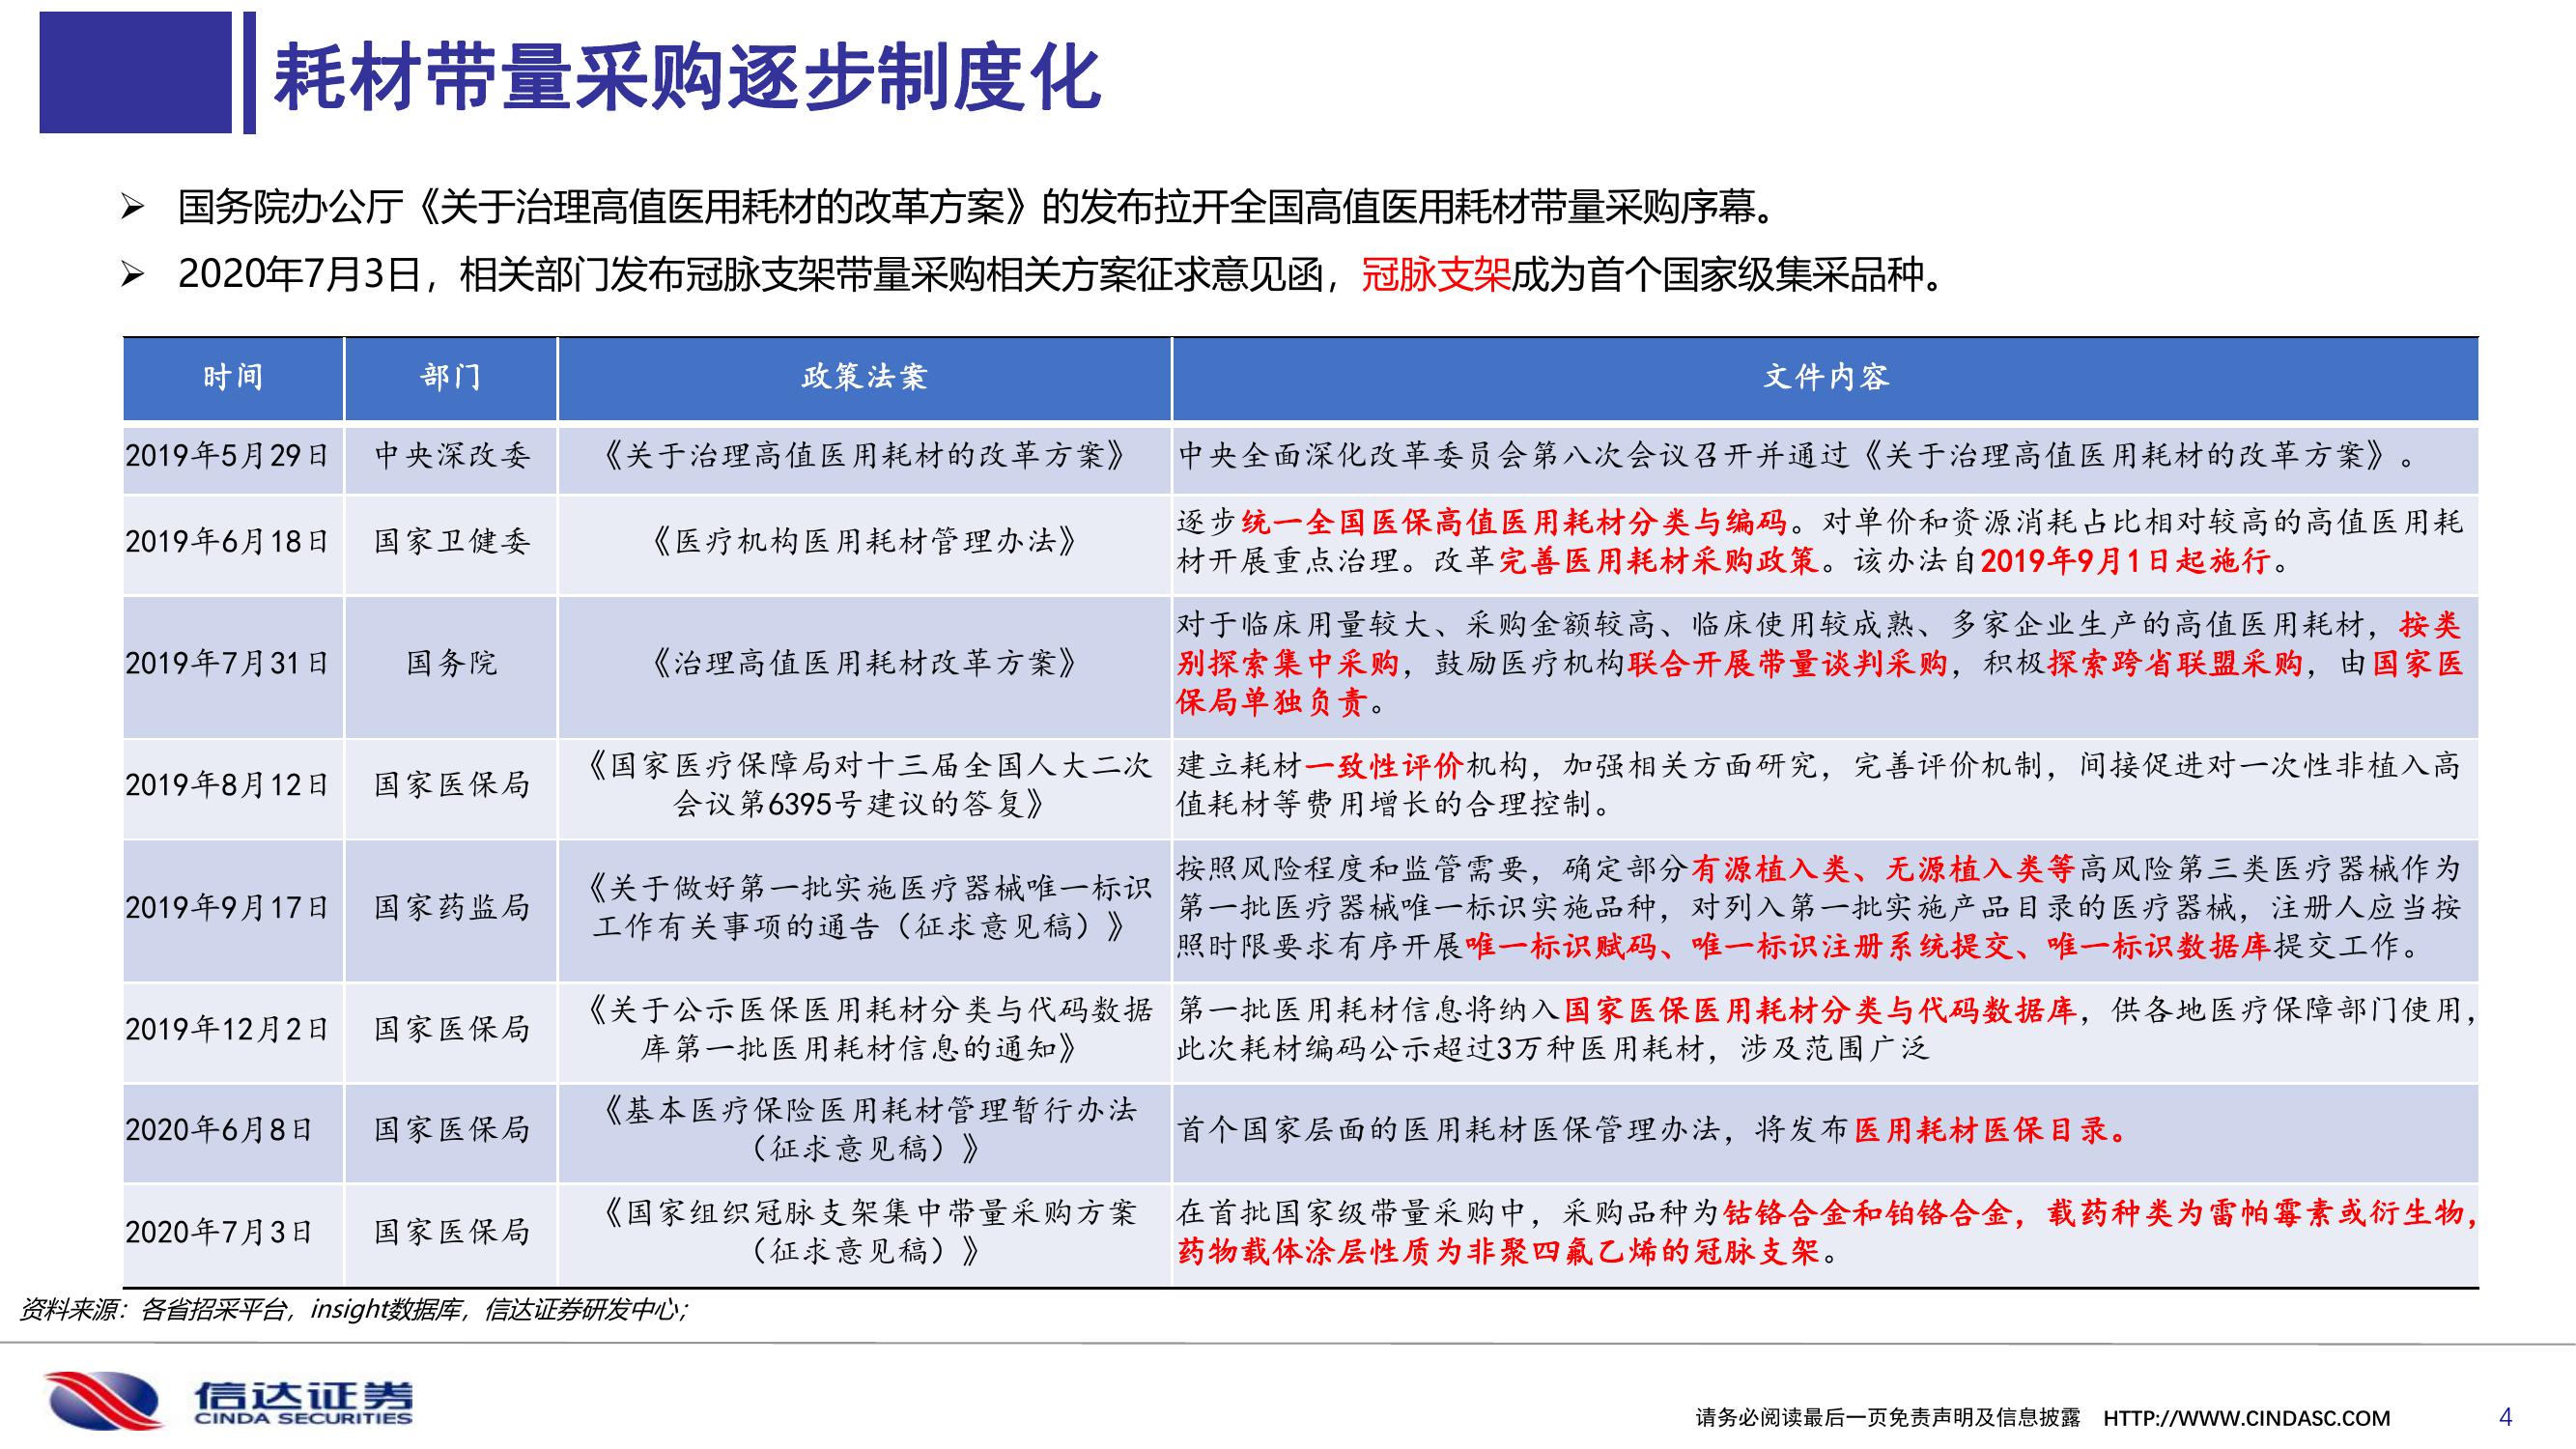 耗材带量采购逐步制度化
➢ 国务院办公厅《关于治理高值医用耗材的改革方案》的发布拉开全国高值医用耗材带量采购序幕。
➢ 2020年7月3日，相关部门发布冠脉支架带量采购相关方案征求意见函，冠脉支架成为首个国家级集采品种。
时间 部门 政策法案 文件内容
2019年5月29日 中央深改委 《关于治理高值医用耗材的改革方案》 中央全面深化改革委员会第八次会议召开并通过《关于治理高值医用耗材的改革方案》。
2019年6月18日 国家卫健委 《医疗机构医用耗材管理办法》
逐步统一全国医保高值医用耗材分类与编码。对单价和资源消耗占比相对较高的高值医用耗
材开展重点治理。改革完善医用耗材采购政策。该办法自2019年9月1日起施行。
2019年7月31日 国务院 《治理高值医用耗材改革方案》
对于临床用量较大、采购金额较高、临床使用较成熟、多家企业生产的高值医用耗材，按类
别探索集中采购，鼓励医疗机构联合开展带量谈判采购，积极探索跨省联盟采购，由国家医
保局单独负责。
2019年8月12日 国家医保局
《国家医疗保障局对十三届全国人大二次
会议第6395号建议的答复》
建立耗材一致性评价机构，加强相关方面研究，完善评价机制，间接促进对一次性非植入高
值耗材等费用增长的合理控制。
2019年9月17日 国家药监局
《关于做好第一批实施医疗器械唯一标识
工作有关事项的通告（征求意见稿）》
按照风险程度和监管需要，确定部分有源植入类、无源植入类等高风险第三类医疗器械作为
第一批医疗器械唯一标识实施品种，对列入第一批实施产品目录的医疗器械，注册人应当按
照时限要求有序开展唯一标识赋码、唯一标识注册系统提交、唯一标识数据库提交工作。
2019年12月2日 国家医保局
《关于公示医保医用耗材分类与代码数据
库第一批医用耗材信息的通知》
第一批医用耗材信息将纳入国家医保医用耗材分类与代码数据库，供各地医疗保障部门使用，
此次耗材编码公示超过3万种医用耗材，涉及范围广泛
2020年6月8日 国家医保局
《基本医疗保险医用耗材管理暂行办法
（征求意见稿）》
首个国家层面的医用耗材医保管理办法，将发布医用耗材医保目录。
2020年7月3日 国家医保局
《国家组织冠脉支架集中带量采购方案
（征求意见稿）》
在首批国家级带量采购中，采购品种为钴铬合金和铂铬合金，载药种类为雷帕霉素或衍生物，
药物载体涂层性质为非聚四氟乙烯的冠脉支架。
资料来源：各省招采平台，insight数据库，信达证券研发中心；
信达证券
CINDA SECURITIES
请务必阅读最后一页免责声明及信息披露 HTTP://WWW.CINDASC.COM 4